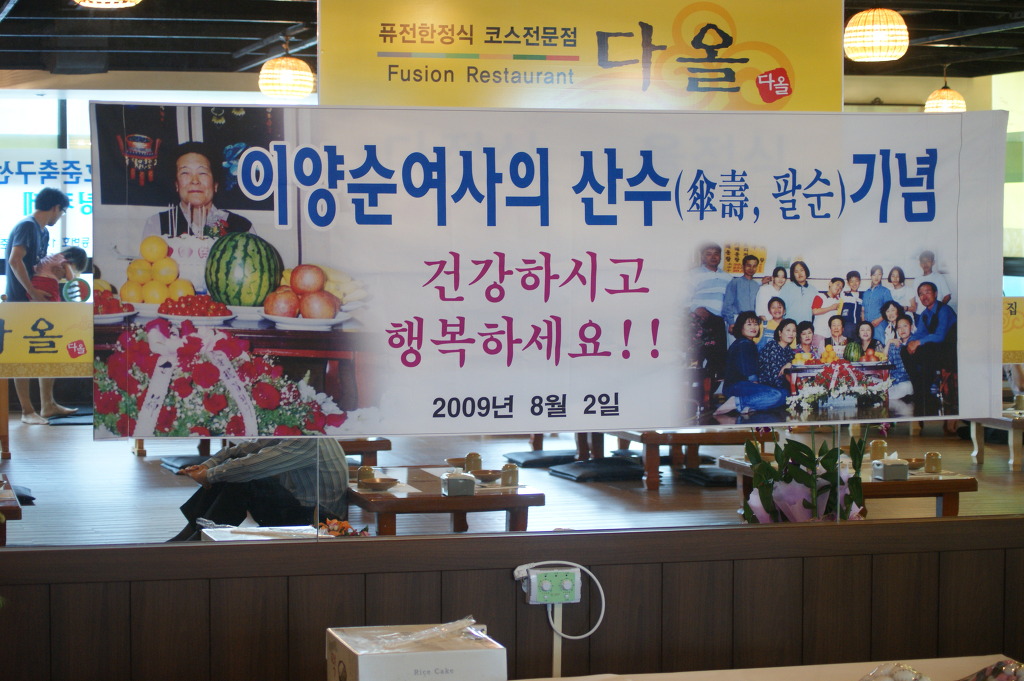 퓨전한정식 코스전문점
Fusion Restaurant
다올
다올
이양순여사의 산수(傘壽, 팔순)기념
건강하시고
행복하세요!!
2009년 8월 2일
올
다올
집
Rice Cake